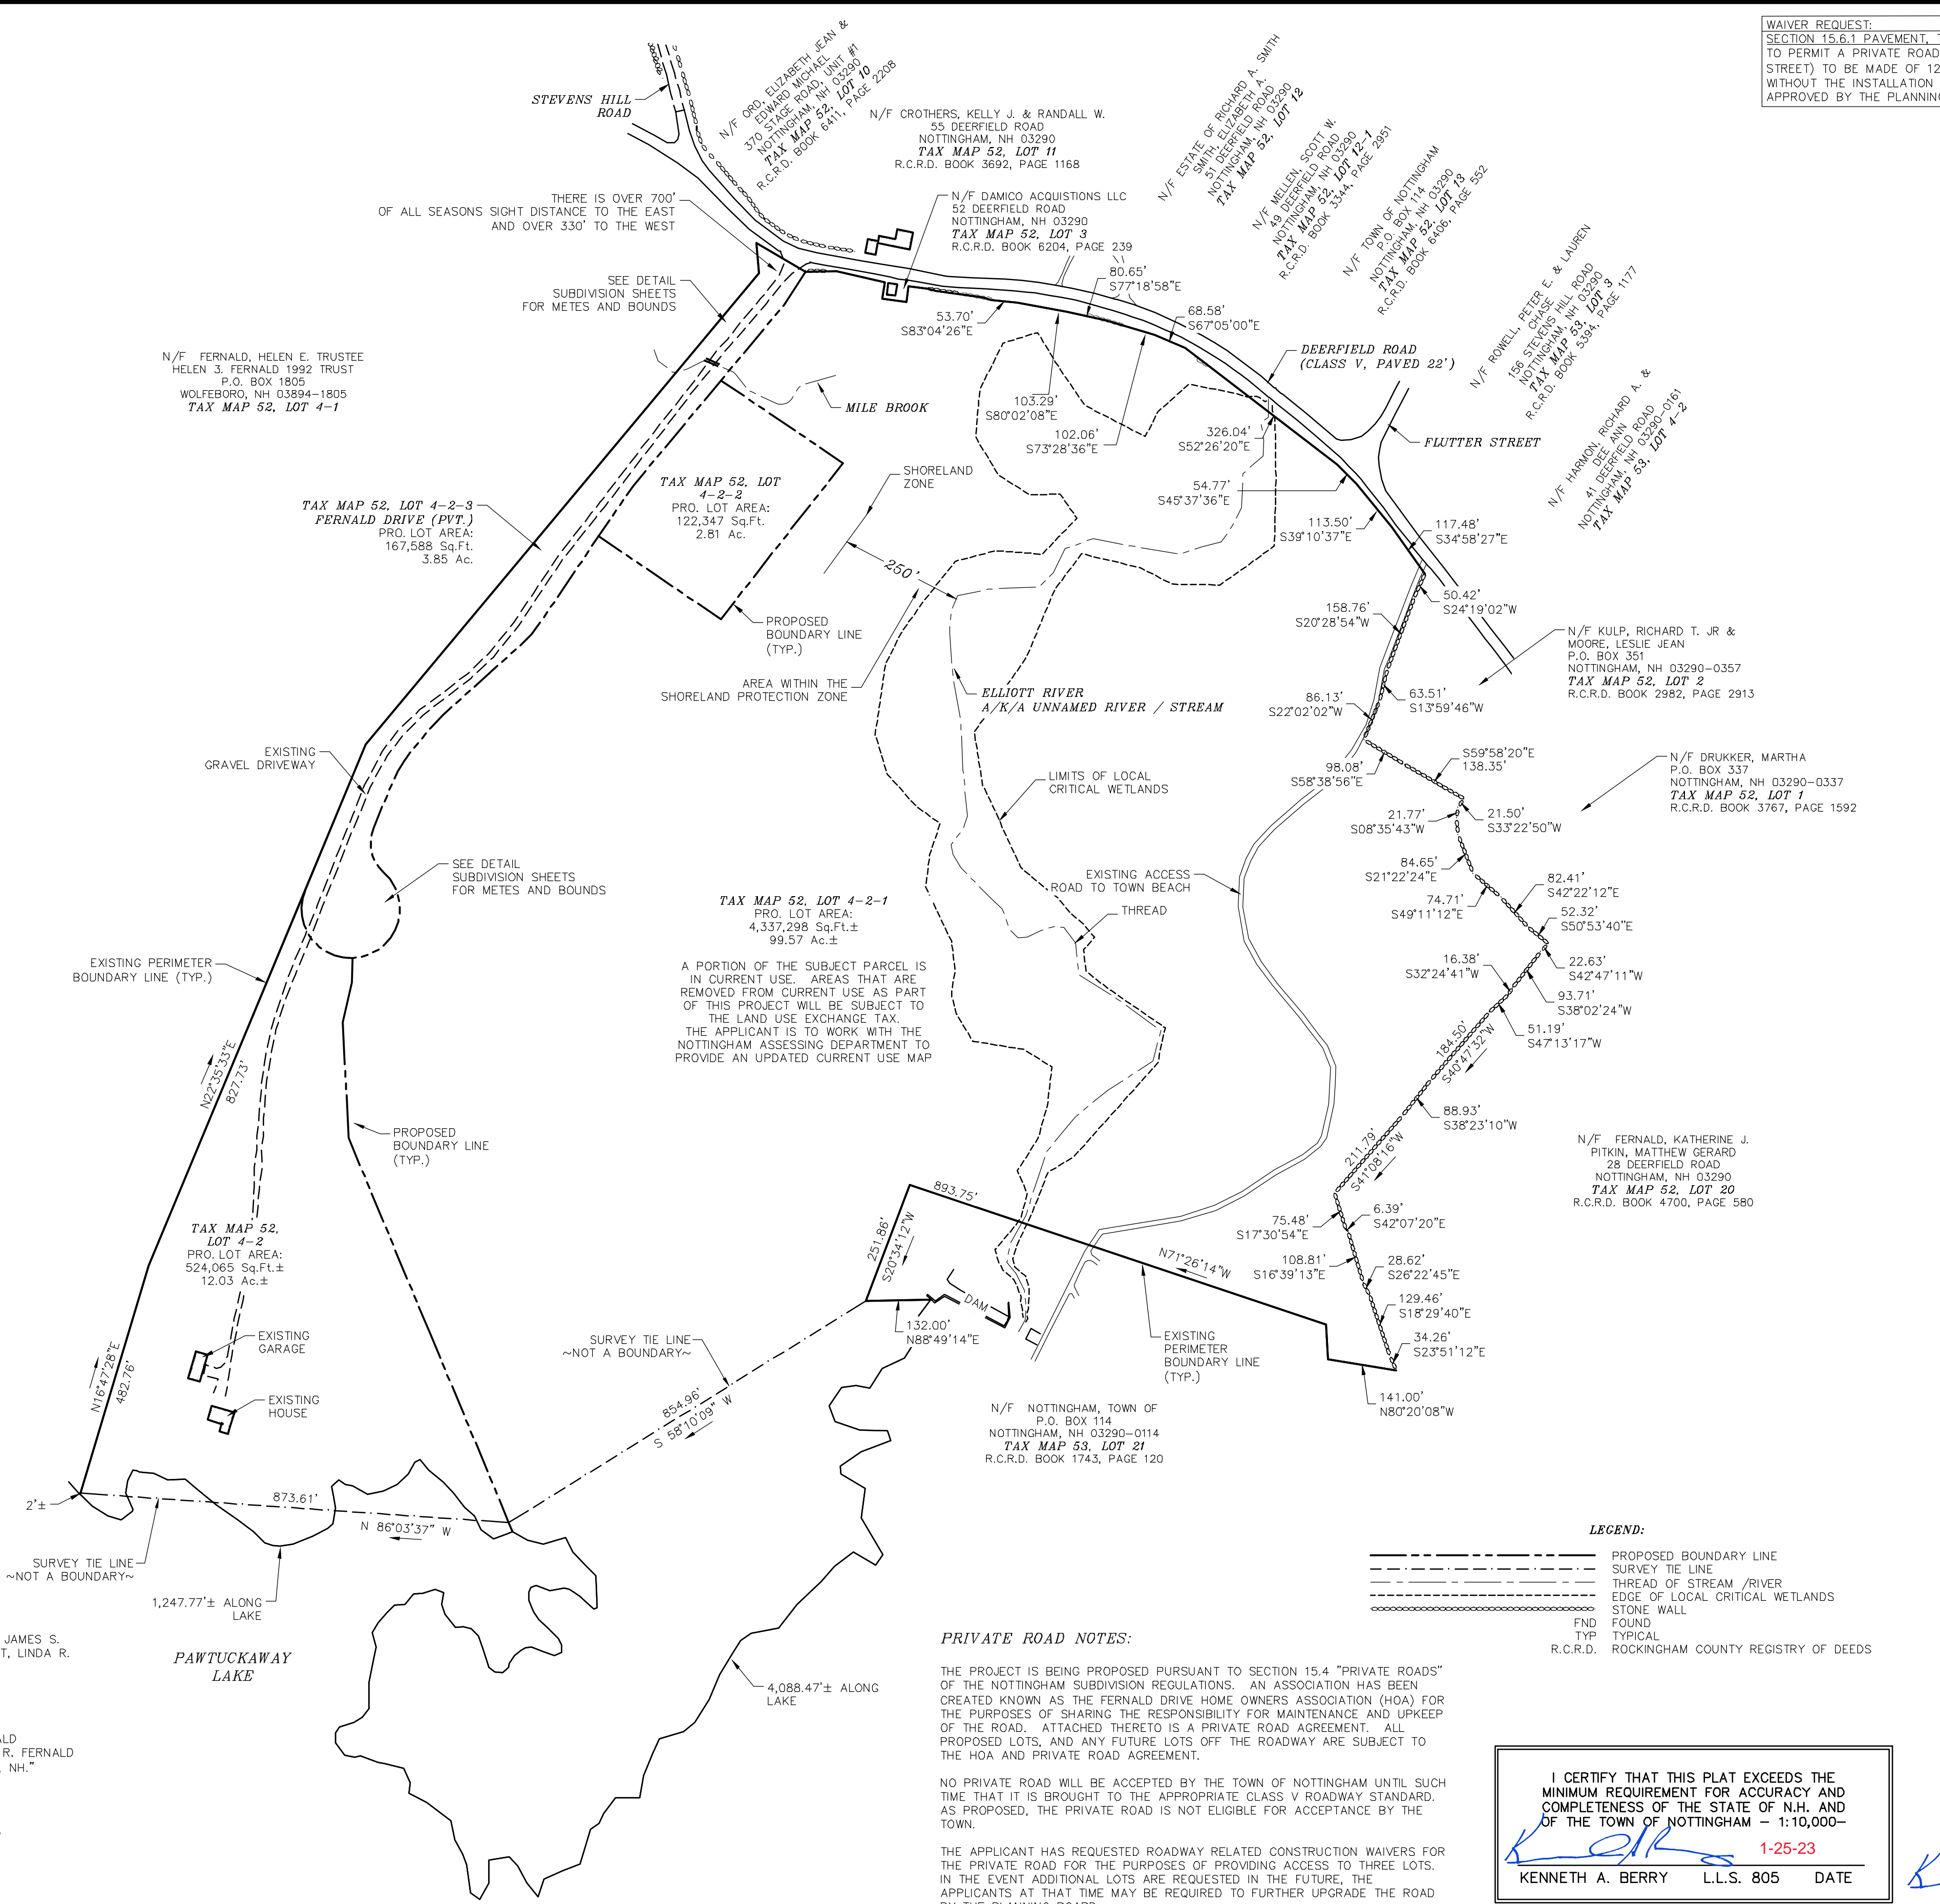 WAIVER REQUEST:
SECTION 15.6.1 PAVEMENT,
TO PERMIT A PRIVATE ROAD
STREET) TO BE MADE OF 12
WITHOUT THE INSTALLATION
APPROVED BY THE PLANNING
STEVENS HILL
ROAD
N/F ORD, ELIZABETH JEAN &
EDWARD MICHAEL
370 STAGE ROAD, UNIT #1
NOTTINGHAM, NH 03290
TAX MAP 52, LOT 10
R.C.R.D. BOOK 6411, PAGE 2208
N/F CROTHERS, KELLY J. & RANDALL W.
55 DEERFIELD ROAD
NOTTINGHAM, NH 03290
TAX MAP 52, LOT 11
R.C.R.D. BOOK 3692, PAGE 1168
N/F ESTATE OF RICHARD A. SMITH
SMITH, ELIZABETH A.
51 DEERFIELD ROAD
NOTTINGHAM, NH 03290
TAX MAP 52, LOT 12
N/F MELLEN, SCOTT W.
49 DEERFIELD ROAD
NOTTINGHAM, NH 03290
TAX MAP 52, LOT 12-1
R.C.R.D. BOOK 3344, PAGE 2951
N/F TOWN OF NOTTINGHAM
P.O. BOX 114
NOTTINGHAM, NH 03290
TAX MAP 52, LOT 13
R.C.R.D. BOOK 6406, PAGE 552
N/F ROWELL, PETER E. & LAUREN
CHASE
156 STEVENS HILL ROAD
NOTTINGHAM, NH 03290
TAX MAP 53, LOT 3
R.C.R.D. BOOK 5394, PAGE 1177
N/F HARMON, RICHARD A. &
DEE ANN
41 DEERFIELD ROAD
NOTTINGHAM, NH 03290-0161
TAX MAP 53, LOT 4-2
THERE IS OVER 700'
OF ALL SEASONS SIGHT DISTANCE TO THE EAST
AND OVER 330' TO THE WEST
N/F DAMICO ACQUISTIONS LLC
52 DEERFIELD ROAD
NOTTINGHAM, NH 03290
TAX MAP 52, LOT 3
R.C.R.D. BOOK 6204, PAGE 239
SEE DETAIL
SUBDIVISION SHEETS
FOR METES AND BOUNDS
80.65'
S77°18'58"E
53.70'
S83°04'26"E
68.58'
S67°05'00"E
DEERFIELD ROAD
(CLASS V, PAVED 22')
N/F FERNALD, HELEN E. TRUSTEE
HELEN 3. FERNALD 1992 TRUST
P.O. BOX 1805
WOLFEBORO, NH 03894-1805
TAX MAP 52, LOT 4-1
MILE BROOK
103.29'
S80°02'08"E
102.06'
S73°28'36"E
326.04'
S52°26'20"E
FLUTTER STREET
TAX MAP 52, LOT
4-2-2
PRO. LOT AREA:
122,347 Sq.Ft.
2.81 Ac.
SHORELAND
ZONE
54.77'
S45°37'36"E
TAX MAP 52, LOT 4-2-3
FERNALD DRIVE (PVT.)
PRO. LOT AREA:
167,588 Sq.Ft.
3.85 Ac.
113.50'
S39°10'37"E
117.48'
S34°58'27"E
250'
50.42'
S24°19'02"W
158.76'
S20°28'54"W
PROPOSED
BOUNDARY LINE
(TYP.)
N/F KULP, RICHARD T. JR &
MOORE, LESLIE JEAN
P.O. BOX 351
NOTTINGHAM, NH 03290-0357
TAX MAP 52, LOT 2
R.C.R.D. BOOK 2982, PAGE 2913
AREA WITHIN THE
SHORELAND PROTECTION ZONE
ELLIOTT RIVER
A/K/A UNNAMED RIVER / STREAM
86.13'
S22°02'02"W
63.51'
S13°59'46"W
EXISTING
GRAVEL DRIVEWAY
LIMITS OF LOCAL
CRITICAL WETLANDS
98.08'
S58°38'56"E
S59°58'20"E
138.35'
N/F DRUKKER, MARTHA
P.O. BOX 337
NOTTINGHAM, NH 03290-0337
TAX MAP 52, LOT 1
R.C.R.D. BOOK 3767, PAGE 1592
21.77'
S08°35'43"W
21.50'
S33°22'50"W
SEE DETAIL
SUBDIVISION SHEETS
FOR METES AND BOUNDS
84.65'
S21°22'24"E
EXISTING ACCESS
ROAD TO TOWN BEACH
82.41'
S42°22'12"E
74.71'
S49°11'12"E
52.32'
S50°53'40"E
TAX MAP 52, LOT 4-2-1
PRO. LOT AREA:
4,337,298 Sq.Ft.±
99.57 Ac.±
THREAD
A PORTION OF THE SUBJECT PARCEL IS
IN CURRENT USE. AREAS THAT ARE
REMOVED FROM CURRENT USE AS PART
OF THIS PROJECT WILL BE SUBJECT TO
THE LAND USE EXCHANGE TAX.
THE APPLICANT IS TO WORK WITH THE
NOTTINGHAM ASSESSING DEPARTMENT TO
PROVIDE AN UPDATED CURRENT USE MAP
EXISTING PERIMETER
BOUNDARY LINE (TYP.)
16.38'
S32°24'41"W
22.63'
S42°47'11"W
93.71'
S38°02'24"W
51.19'
S47°13'17"W
184.50'
S40°47'32"W
N22°35'33"E
827.73'
88.93'
S38°23'10"W
PROPOSED
BOUNDARY LINE
(TYP.)
211.79'
S41°08'16"W
N/F FERNALD, KATHERINE J.
PITKIN, MATTHEW GERARD
28 DEERFIELD ROAD
NOTTINGHAM, NH 03290
TAX MAP 52, LOT 20
R.C.R.D. BOOK 4700, PAGE 580
893.75'
251.86'
S20°34'12"W
75.48'
S17°30'54"E
6.39'
S42°07'20"E
TAX MAP 52,
LOT 4-2
PRO. LOT AREA:
524,065 Sq.Ft.±
12.03 Ac.±
N71°26'14"W
108.81'
S16°39'13"E
28.62'
S26°22'45"E
129.46'
S18°29'40"E
DAM
132.00'
N88°49'14"E
EXISTING
GARAGE
SURVEY TIE LINE
~NOT A BOUNDARY~
EXISTING
PERIMETER
BOUNDARY LINE
(TYP.)
34.26'
S23°51'12"E
N16°47'28"E
482.76'
EXISTING
HOUSE
854.96'
S 58°10'09" W
141.00'
N80°20'08"W
N/F NOTTINGHAM, TOWN OF
P.O. BOX 114
NOTTINGHAM, NH 03290-0114
TAX MAP 53, LOT 21
R.C.R.D. BOOK 1743, PAGE 120
2'±
873.61'
N 86°03'37" W
SURVEY TIE LINE
~NOT A BOUNDARY~
1,247.77'± ALONG
LAKE
LEGEND:
PROPOSED BOUNDARY LINE
SURVEY TIE LINE
THREAD OF STREAM /RIVER
EDGE OF LOCAL CRITICAL WETLANDS
STONE WALL
FND FOUND
TYP TYPICAL
R.C.R.D. ROCKINGHAM COUNTY REGISTRY OF DEEDS
JAMES S.
T, LINDA R.
PAWTUCKAWAY
LAKE
4,088.47'± ALONG
LAKE
ALD
R. FERNALD
NH."
PRIVATE ROAD NOTES:
THE PROJECT IS BEING PROPOSED PURSUANT TO SECTION 15.4 "PRIVATE ROADS"
OF THE NOTTINGHAM SUBDIVISION REGULATIONS. AN ASSOCIATION HAS BEEN
CREATED KNOWN AS THE FERNALD DRIVE HOME OWNERS ASSOCIATION (HOA) FOR
THE PURPOSES OF SHARING THE RESPONSIBILITY FOR MAINTENANCE AND UPKEEP
OF THE ROAD. ATTACHED THERETO IS A PRIVATE ROAD AGREEMENT. ALL
PROPOSED LOTS, AND ANY FUTURE LOTS OFF THE ROADWAY ARE SUBJECT TO
THE HOA AND PRIVATE ROAD AGREEMENT.
NO PRIVATE ROAD WILL BE ACCEPTED BY THE TOWN OF NOTTINGHAM UNTIL SUCH
TIME THAT IT IS BROUGHT TO THE APPROPRIATE CLASS V ROADWAY STANDARD.
AS PROPOSED, THE PRIVATE ROAD IS NOT ELIGIBLE FOR ACCEPTANCE BY THE
TOWN.
THE APPLICANT HAS REQUESTED ROADWAY RELATED CONSTRUCTION WAIVERS FOR
THE PRIVATE ROAD FOR THE PURPOSES OF PROVIDING ACCESS TO THREE LOTS.
IN THE EVENT ADDITIONAL LOTS ARE REQUESTED IN THE FUTURE, THE
APPLICANTS AT THAT TIME MAY BE REQUIRED TO FURTHER UPGRADE THE ROAD
BY THE PLANNING BOARD
I CERTIFY THAT THIS PLAT EXCEEDS THE
MINIMUM REQUIREMENT FOR ACCURACY AND
COMPLETENESS OF THE STATE OF N.H. AND
OF THE TOWN OF NOTTINGHAM - 1:10,000-
1-25-23
KENNETH A. BERRY L.L.S. 805 DATE